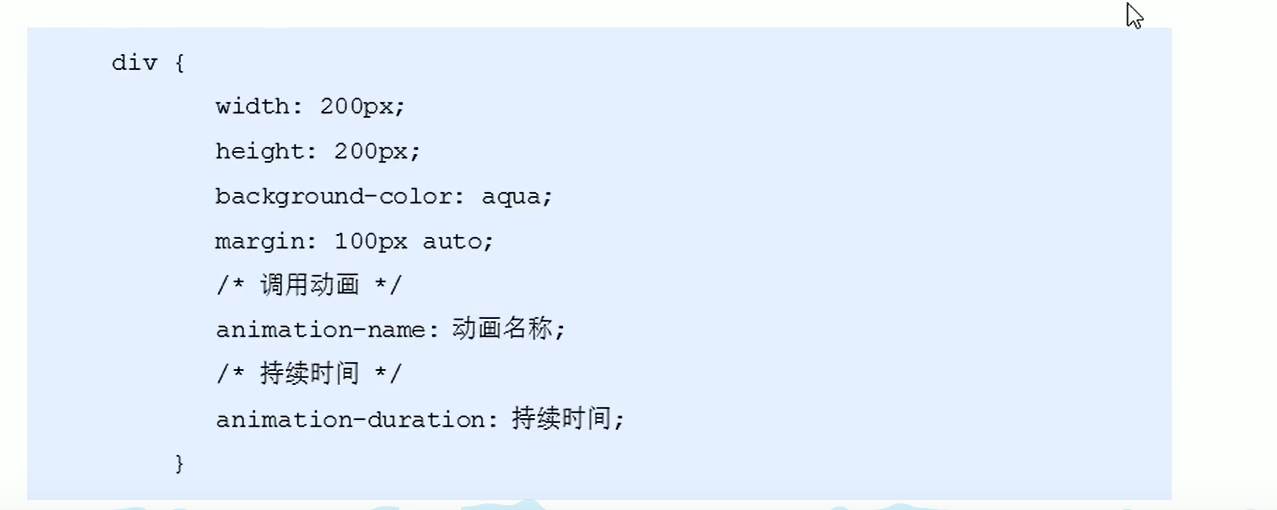 div {
width: 200px;
height: 200px;
background-color: aqua;
margin: 100px auto;
/* 调用动画 */
animation-name: 动画名称;
/* 持续时间 */
animation-duration: 持续时间;
}